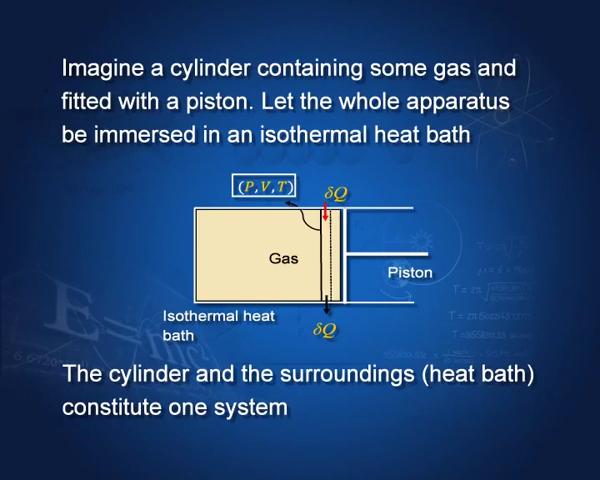 Imagine a cylinder containing some gas and
fitted with a piston. Let the whole apparatus
be immersed in an isothermal heat bath
(P,V,T)
δQ
Gas
Piston
Isothermal heat
bath
δQ
The cylinder and the surroundings (heat bath)
constitute one system